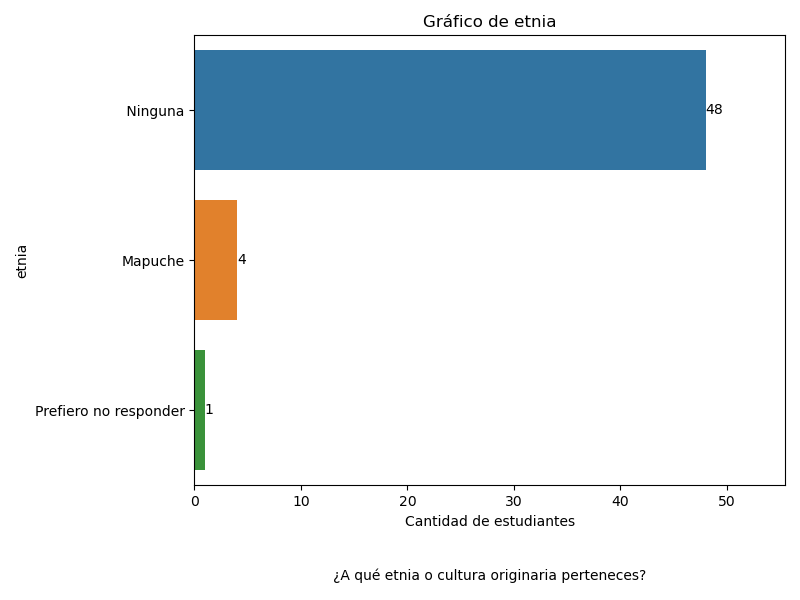 Gráfico de etnia
Ninguna
48
Mapuche
4
Prefiero no responder
1
etnia
0 10 20 30 40 50
Cantidad de estudiantes
¿A qué etnia o cultura originaria perteneces?